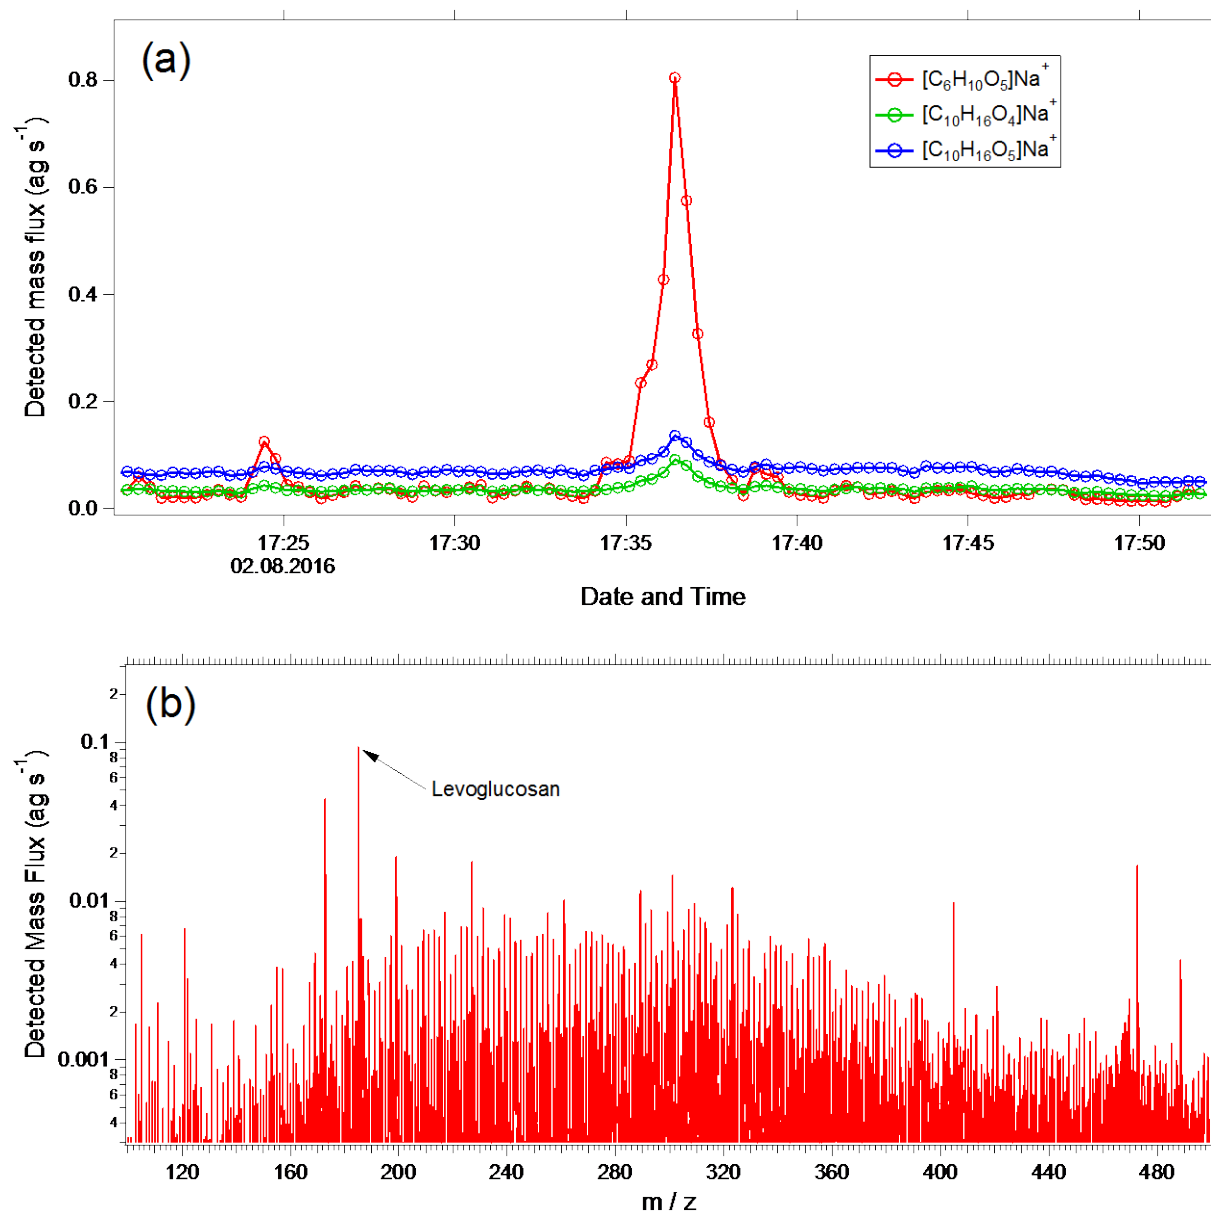 (a)
[C₆H₁₀O₅]Na⁺
[C₁₀H₁₆O₄]Na⁺
[C₁₀H₁₆O₅]Na⁺
Detected mass flux (ag s⁻¹)
0.8
0.6
0.4
0.2
0.0
17:25 17:30 17:35 17:40 17:45 17:50
02.08.2016
Date and Time
(b)
Levoglucosan
Detected Mass Flux (ag s⁻¹)
2
0.1
8
6
4
2
0.01
8
6
4
2
0.001
8
6
4
120 160 200 240 280 320 360 400 440 480
m / z